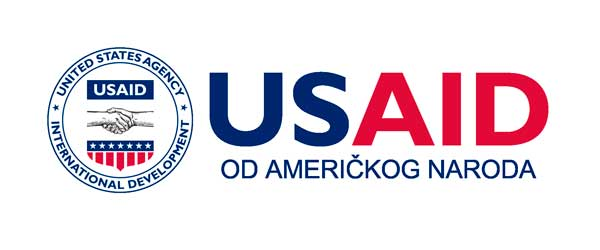 UNITED STATES AGENCY
USAID
INTERNATIONAL DEVELOPMENT
USAID
OD AMERIČKOG NARODA